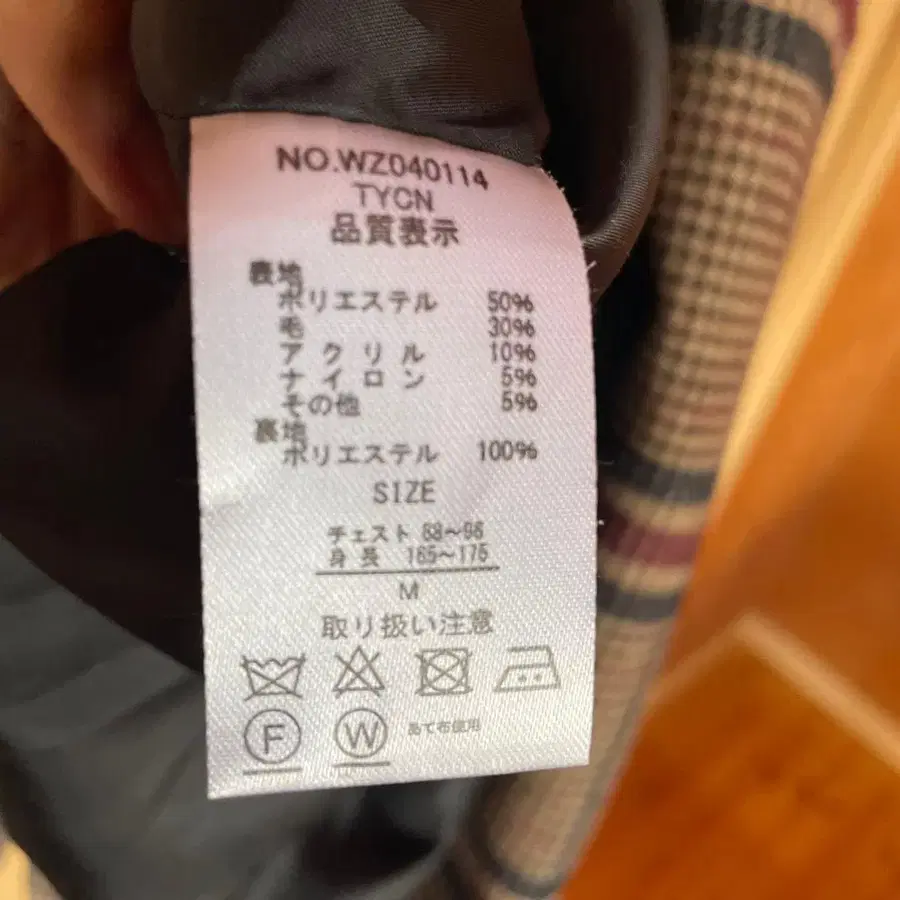 NO.WZ040114
TYCN
品質表示
表地
ポリエステル 50%
毛 30%
アクリル 10%
ナイロン 5%
その他 5%
裏地
ポリエステル 100%
SIZE
チェスト 88～96
身長 165～175
M
取り扱い注意
F W あて布使用